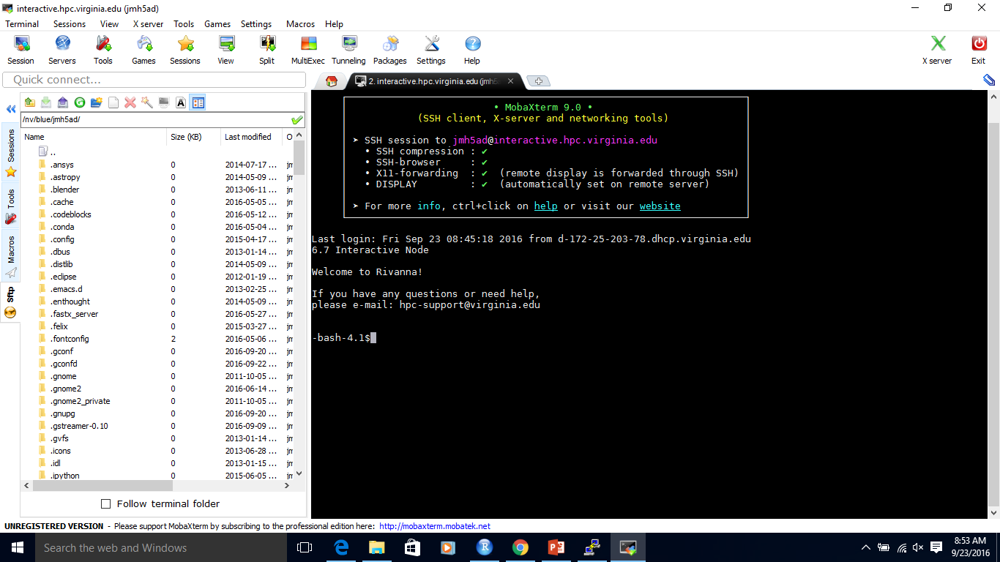 interactive.hpc.virginia.edu (jmh5ad)
Terminal Sessions View X server Tools Games Settings Macros Help
Session Servers Tools Games Sessions View Split MultiExec Tunneling Packages Settings Help X server Exit
Quick connect...
2. interactive.hpc.virginia.edu (jmh5
/nv/blue/jmh5ad/
Sessions
Tools
Macros
Sftp
Name Size (KB) Last modified O
..
.ansys 0 2014-07-17 ... jm
.astropy 0 2014-05-09 ... jm
.blender 0 2013-06-11 ... jm
.cache 0 2016-05-05 ... jm
.codeblocks 0 2016-05-12 ... jm
.conda 0 2016-05-04 ... jm
.config 0 2015-04-17 ... jm
.dbus 0 2013-01-14 ... jm
.distlib 0 2014-05-09 ... jm
.eclipse 0 2012-01-19 ... jm
.emacs.d 0 2013-02-25 ... jm
.enthought 0 2014-05-09 ... jm
.fastx_server 0 2016-05-27 ... jm
.felix 0 2015-03-27 ... jm
.fontconfig 2 2016-05-06 ... jm
.gconf 0 2016-09-20 ... jm
.gconfd 0 2016-09-22 ... jm
.gnome 0 2011-10-05 ... jm
.gnome2 0 2016-06-14 ... jm
.gnome2_private 0 2011-10-05 ... jm
.gnupg 0 2016-09-20 ... jm
.gstreamer-0.10 0 2016-09-09 ... jm
.gvfs 0 2013-01-14 ... jm
.icons 0 2013-06-28 ... jm
.idl 0 2013-01-15 ... jm
.ipython 0 2015-06-05 ... jm
Follow terminal folder
• MobaXterm 9.0 •
(SSH client, X-server and networking tools)
➤ SSH session to jmh5ad@interactive.hpc.virginia.edu
• SSH compression : ✔
• SSH-browser : ✔
• X11-forwarding : ✔ (remote display is forwarded through SSH)
• DISPLAY : ✔ (automatically set on remote server)
➤ For more info, ctrl+click on help or visit our website
Last login: Fri Sep 23 08:45:18 2016 from d-172-25-203-78.dhcp.virginia.edu
6.7 Interactive Node
Welcome to Rivanna!
If you have any questions or need help,
please e-mail: hpc-support@virginia.edu
-bash-4.1$
UNREGISTERED VERSION - Please support MobaXterm by subscribing to the professional edition here: http://mobaxterm.mobatek.net
Search the web and Windows
8:53 AM
9/23/2016